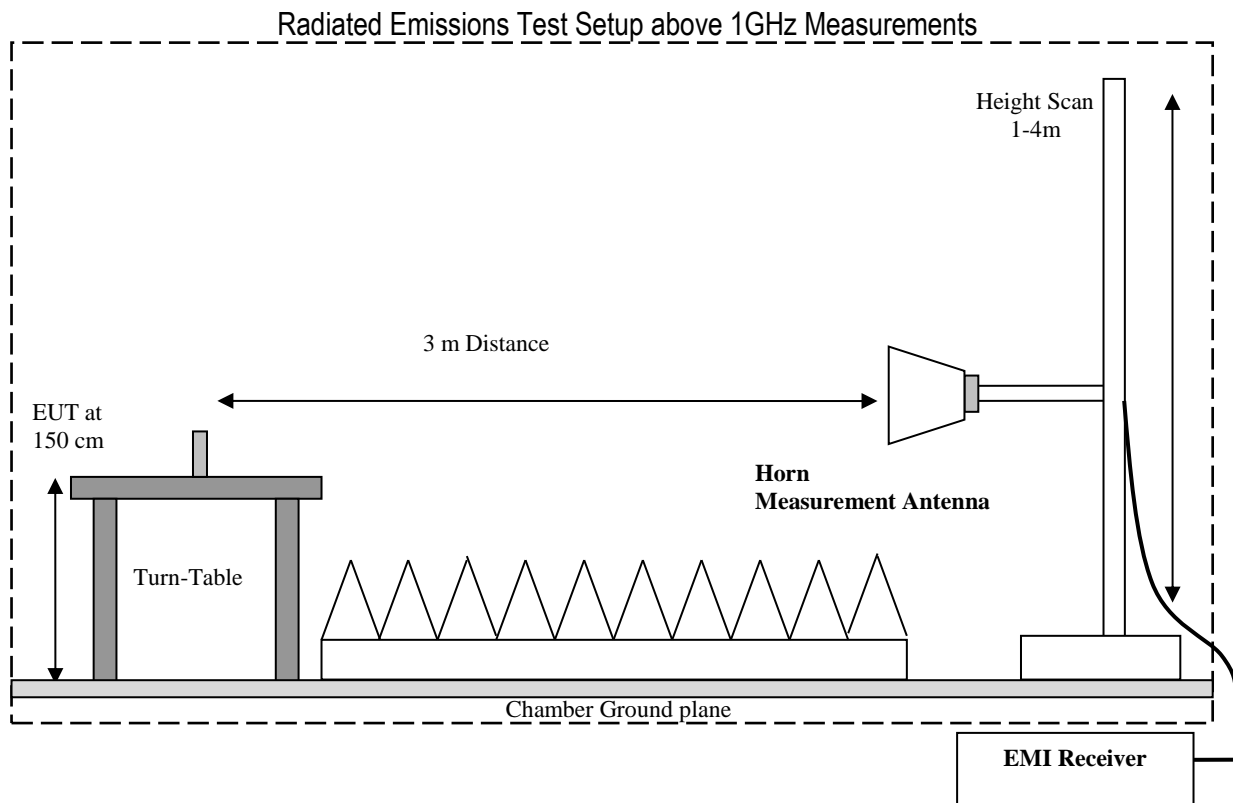 Radiated Emissions Test Setup above 1GHz Measurements
Height Scan
1-4m
3 m Distance
EUT at
150 cm
Horn
Measurement Antenna
Turn-Table
Chamber Ground plane
EMI Receiver